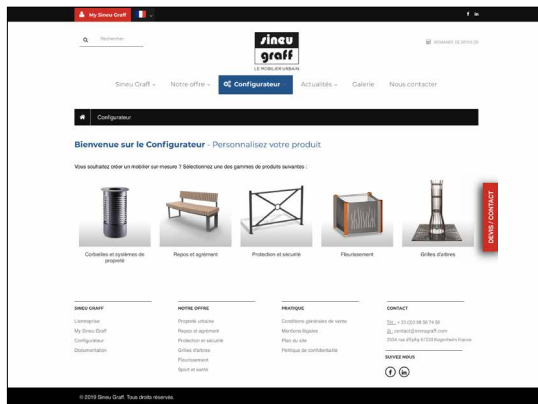 My Sineu Graff
f in
Rechercher
sineu
graff
LE MOBILIER URBAIN
DEMANDE DE DEVIS (0)
Sineu Graff
Notre offre
Configurateur
Actualités
Galerie
Nous contacter
Configurateur
Bienvenue sur le Configurateur - Personnalisez votre produit
Vous souhaitez créer un mobilier sur-mesure ? Sélectionnez une des gammes de produits suivantes :
DEVIS / CONTACT
Corbeilles et systèmes de
propreté
Repos et agrément
Protection et sécurité
Fleurissement
Grilles d'arbres
SINEU GRAFF
L'entreprise
My Sineu Graff
Configurateur
Documentation
NOTRE OFFRE
Propreté urbaine
Repos et agrément
Protection et sécurité
Grilles d'arbres
Fleurissement
Sport et santé
PRATIQUE
Conditions générales de vente
Mentions légales
Plan du site
Politique de confidentialité
CONTACT
Kogenheim France
SUIVEZ NOUS
f in
© 2019 Sineu Graff. Tous droits réservés.